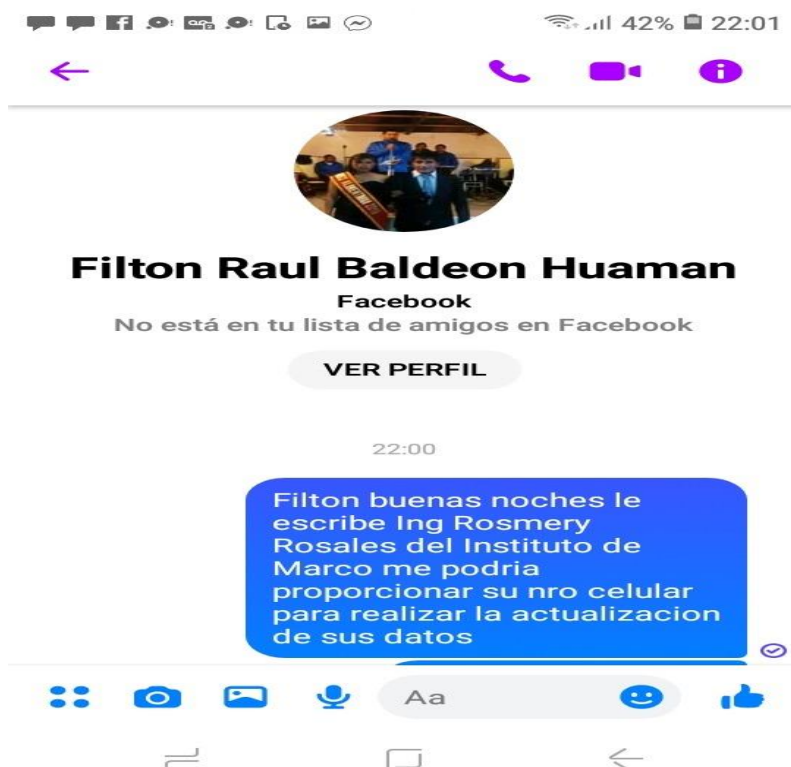 42% 22:01
Filton Raul Baldeon Huaman
Facebook
No está en tu lista de amigos en Facebook
VER PERFIL
22:00
Filton buenas noches le
escribe Ing Rosmery
Rosales del Instituto de
Marco me podria
proporcionar su nro celular
para realizar la actualizacion
de sus datos
Aa